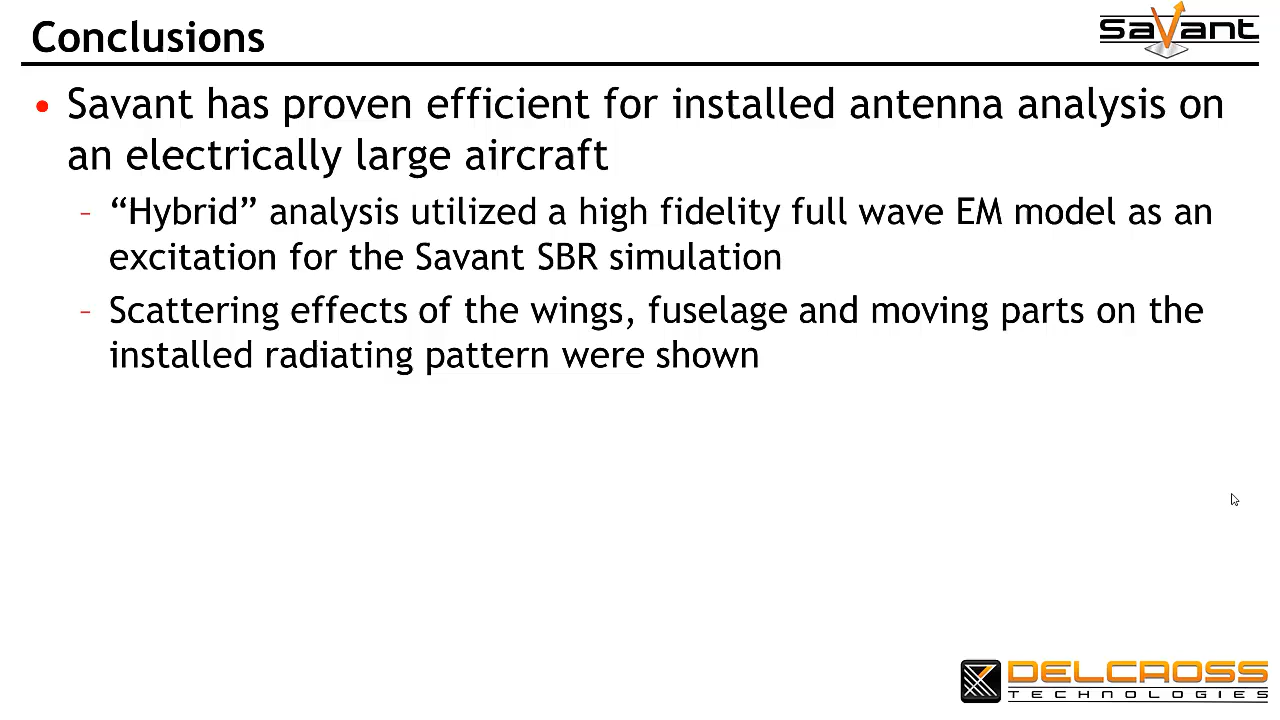 Conclusions
Savant
• Savant has proven efficient for installed antenna analysis on
an electrically large aircraft
– “Hybrid” analysis utilized a high fidelity full wave EM model as an
excitation for the Savant SBR simulation
– Scattering effects of the wings, fuselage and moving parts on the
installed radiating pattern were shown
DELCROSS
TECHNOLOGIES